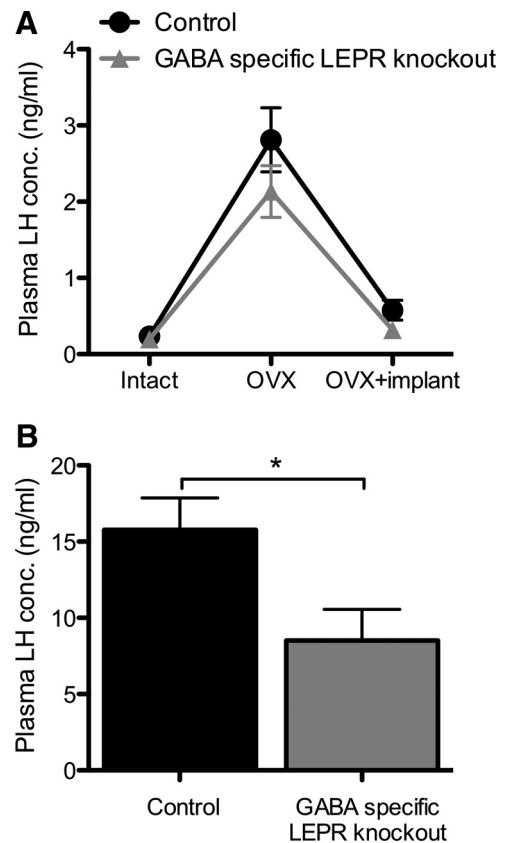 A
Control
GABA specific LEPR knockout
Plasma LH conc. (ng/ml)
4
3
2
1
0
Intact
OVX
OVX+implant
B
Plasma LH conc. (ng/ml)
20
15
10
5
0
*
Control
GABA specific
LEPR knockout